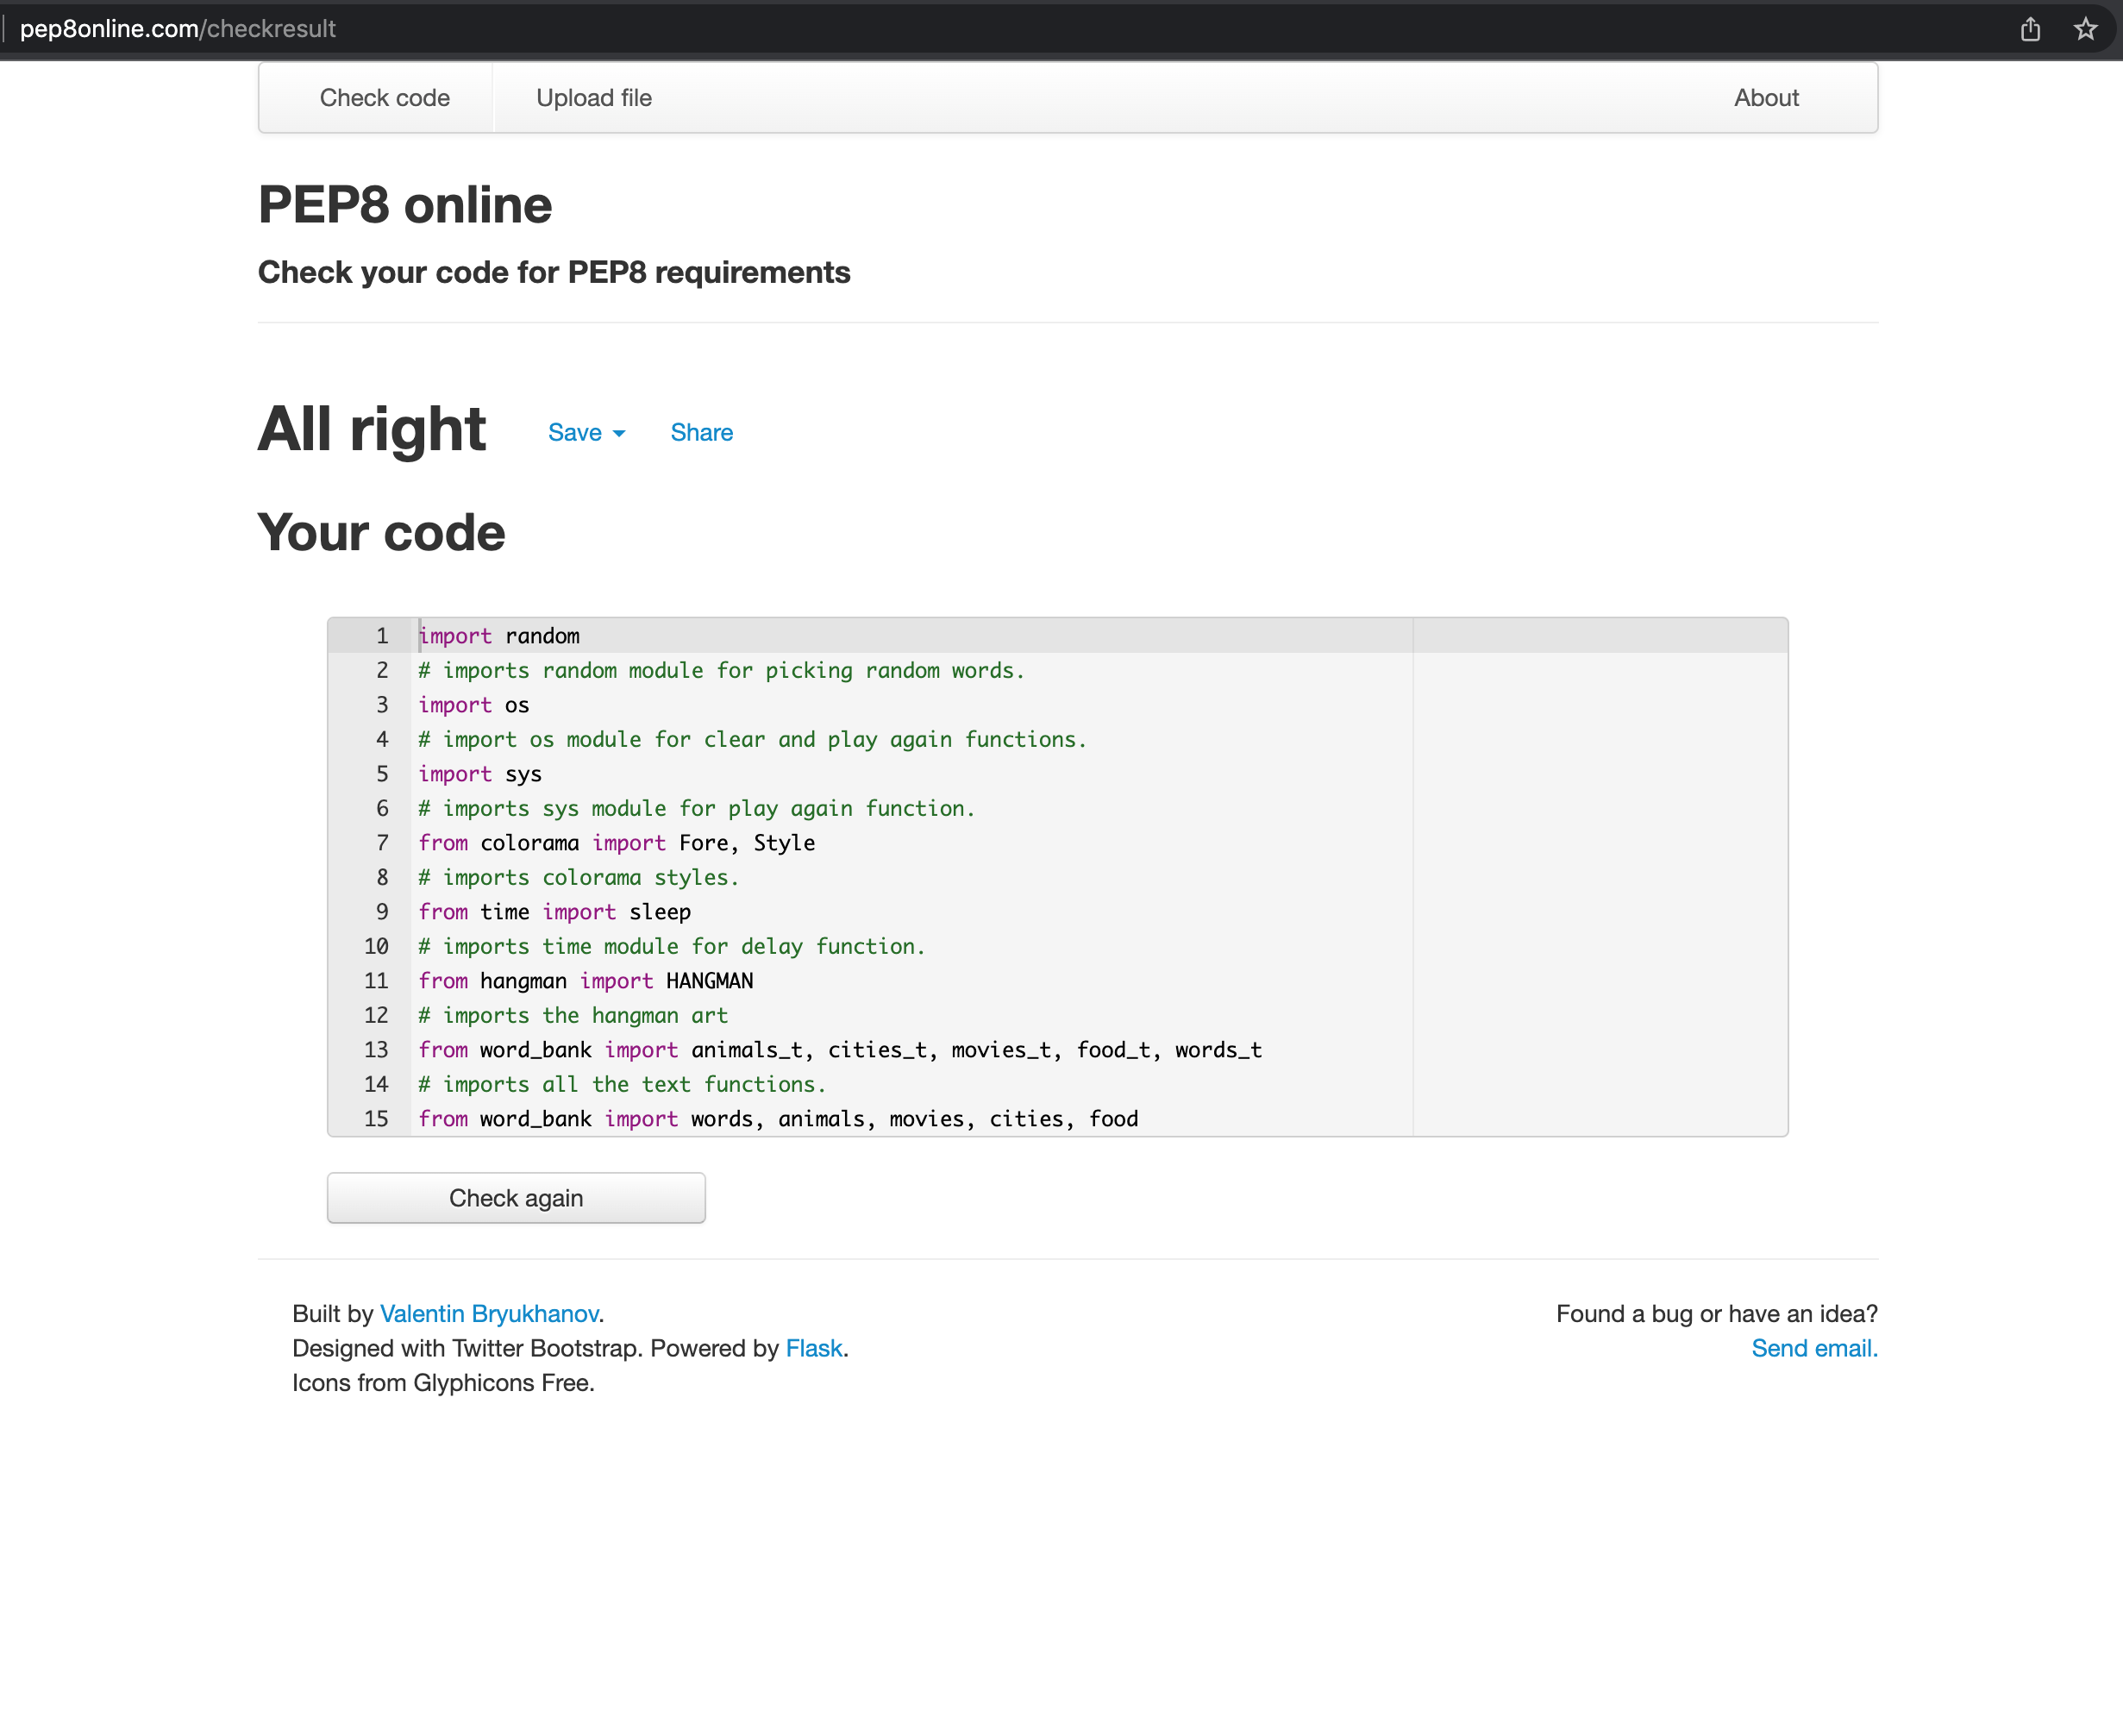 pep8online.com/checkresult
Check code Upload file About
PEP8 online
Check your code for PEP8 requirements
All right Save Share
Your code
1 import random
2 # imports random module for picking random words.
3 import os
4 # import os module for clear and play again functions.
5 import sys
6 # imports sys module for play again function.
7 from colorama import Fore, Style
8 # imports colorama styles.
9 from time import sleep
10 # imports time module for delay function.
11 from hangman import HANGMAN
12 # imports the hangman art
13 from word_bank import animals_t, cities_t, movies_t, food_t, words_t
14 # imports all the text functions.
15 from word_bank import words, animals, movies, cities, food
Check again
Built by Valentin Bryukhanov. Found a bug or have an idea?
Designed with Twitter Bootstrap. Powered by Flask. Send email.
Icons from Glyphicons Free.